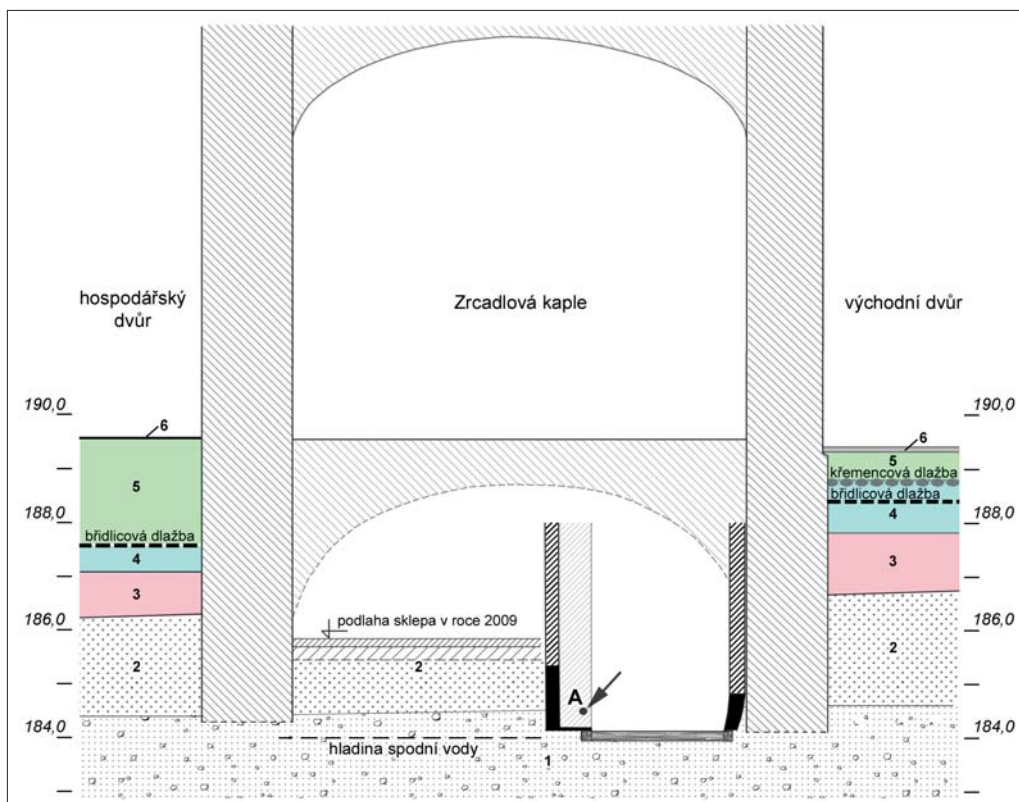 hospodářský
dvůr
Zrcadlová kaple
východní dvůr
190,0
190,0
6
6
5
křemencová dlažba
břidlicová dlažba
5
188,0
188,0
břidlicová dlažba
4
4
3
3
186,0
186,0
podlaha sklepa v roce 2009
2
2
2
A
184,0
184,0
hladina spodní vody
1